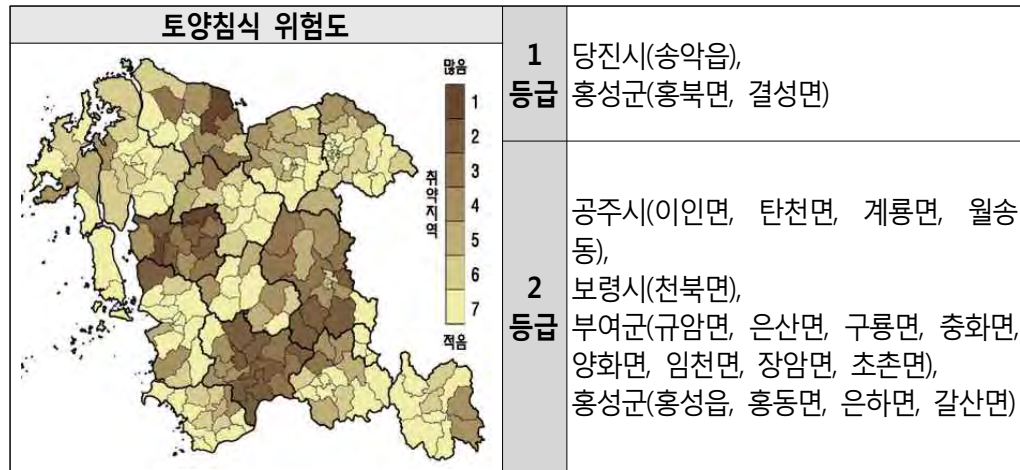 토양침식 위험도
많음
취약지역
1
2
3
4
5
6
7
적음
1
등급
당진시(송악읍),
홍성군(홍북면, 결성면)
2
등급
공주시(이인면, 탄천면, 계룡면, 월송
동),
보령시(천북면),
부여군(규암면, 은산면, 구룡면, 충화면,
양화면, 임천면, 장암면, 초촌면),
홍성군(홍성읍, 홍동면, 은하면, 갈산면)